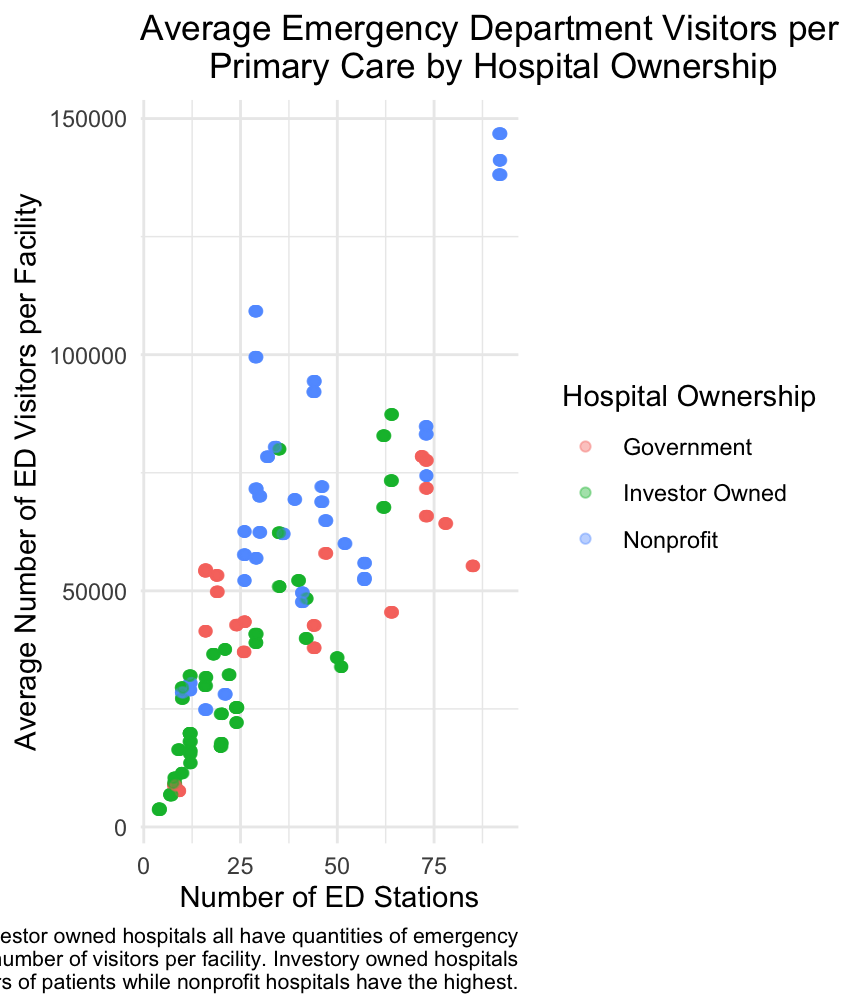 Average Emergency Department Visitors per
Primary Care by Hospital Ownership
Average Number of ED Visitors per Facility
150000
100000
50000
0
0 25 50 75
Number of ED Stations
Hospital Ownership
Government
Investor Owned
Nonprofit
estor owned hospitals all have quantities of emergency
number of visitors per facility. Investory owned hospitals
rs of patients while nonprofit hospitals have the highest.